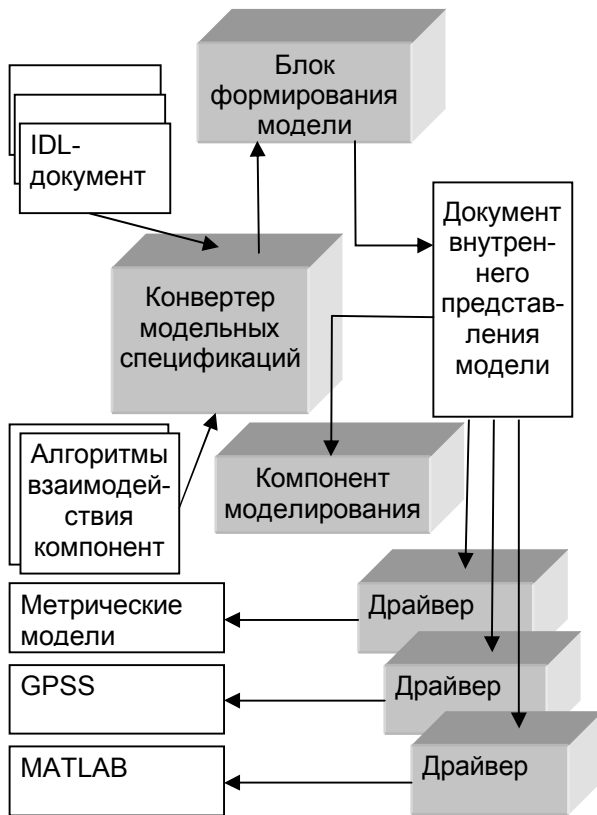 Блок
формирования
модели
IDL-
документ
Документ
внутрен-
него
представ-
ления
модели
Конвертер
модельных
спецификаций
Алгоритмы
взаимодей-
ствия
компонент
Компонент
моделирования
Метрические
модели
Драйвер
GPSS
Драйвер
MATLAB
Драйвер